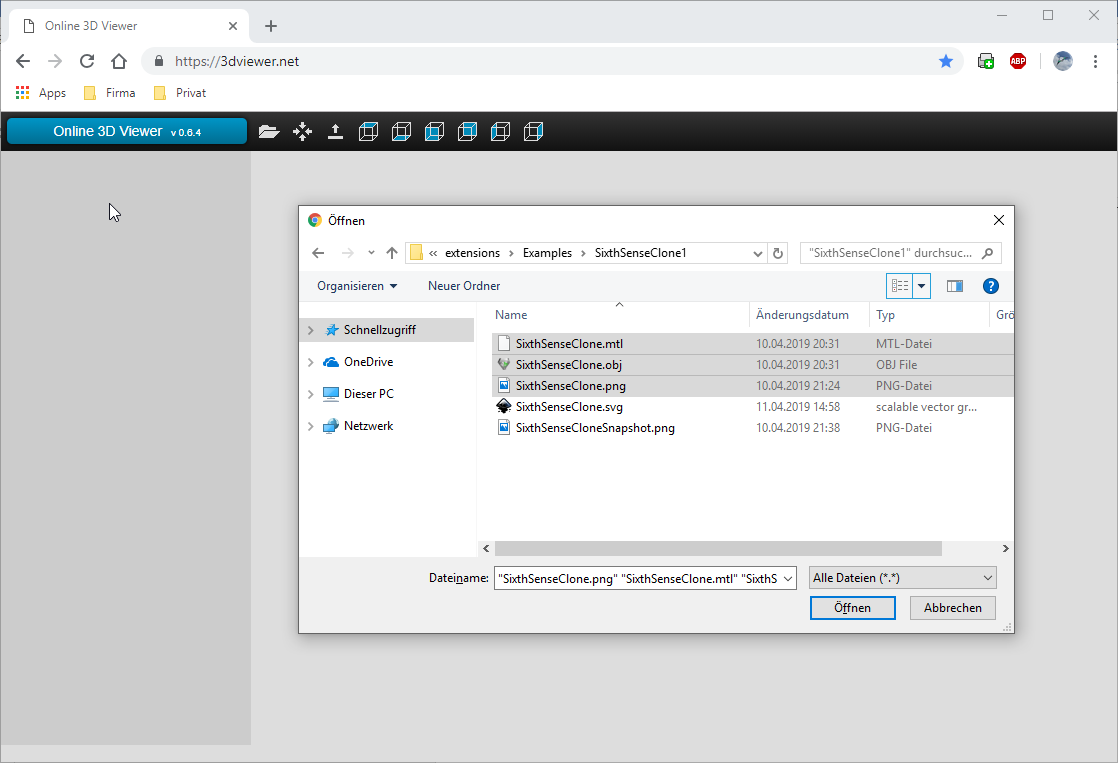 Online 3D Viewer
https://3dviewer.net
ABP
Apps Firma Privat
Online 3D Viewer v 0.6.4
Öffnen
« extensions › Examples › SixthSenseClone1 "SixthSenseClone1" durchsuc...
Organisieren Neuer Ordner ?
Name Änderungsdatum Typ Grö
Schnellzugriff
OneDrive
Dieser PC
Netzwerk
SixthSenseClone.mtl 10.04.2019 20:31 MTL-Datei
SixthSenseClone.obj 10.04.2019 20:31 OBJ File
SixthSenseClone.png 10.04.2019 21:24 PNG-Datei
SixthSenseClone.svg 11.04.2019 14:58 scalable vector gr...
SixthSenseCloneSnapshot.png 10.04.2019 21:38 PNG-Datei
Dateiname: "SixthSenseClone.png" "SixthSenseClone.mtl" "SixthS Alle Dateien (*.*)
Öffnen Abbrechen